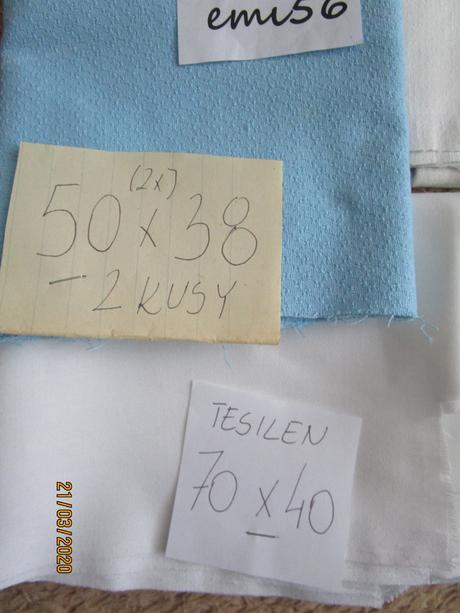 emi56
(2x)
50 x 38
- 2 KUSY
TESILEN
70 x 40
21/03/2020